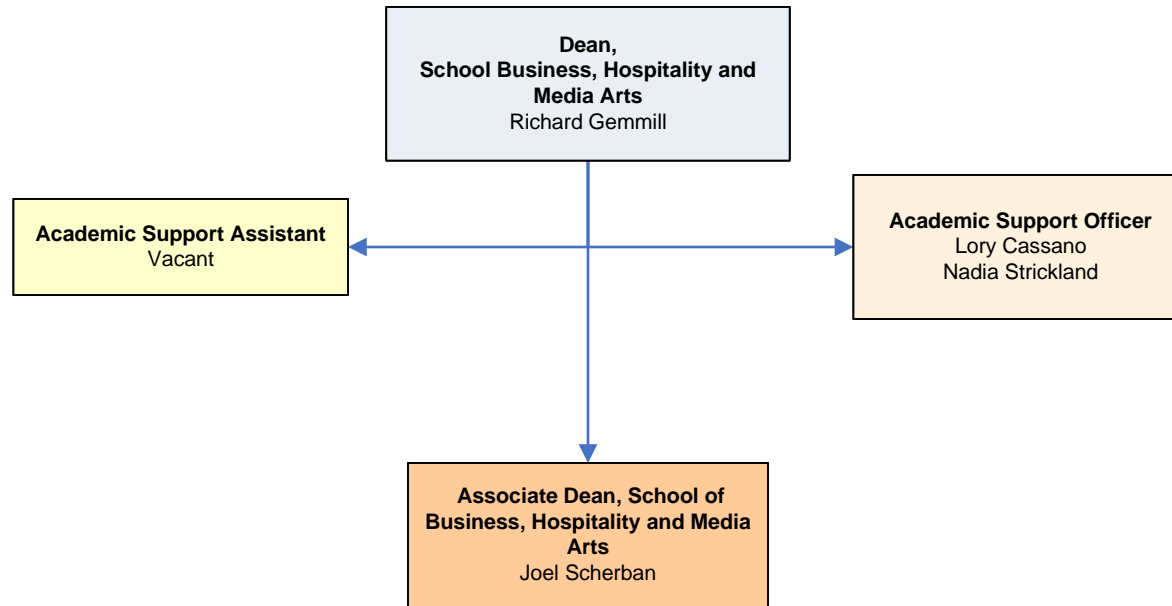 Dean,
School Business, Hospitality and
Media Arts
Richard Gemmill
Academic Support Assistant
Vacant
Academic Support Officer
Lory Cassano
Nadia Strickland
Associate Dean, School of
Business, Hospitality and Media
Arts
Joel Scherban